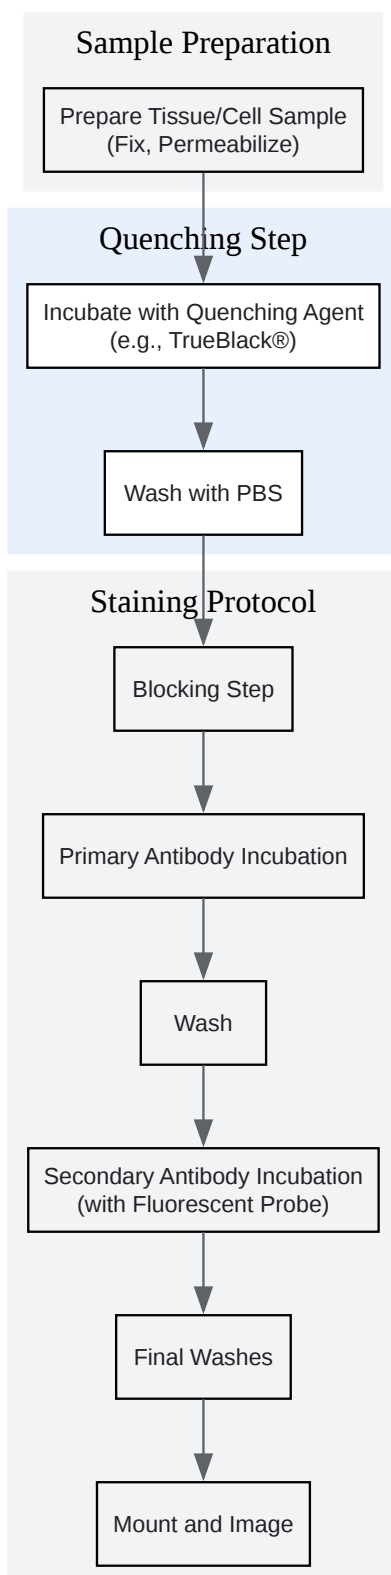 Sample Preparation
Prepare Tissue/Cell Sample
(Fix, Permeabilize)
Quenching Step
Incubate with Quenching Agent
(e.g., TrueBlack®)
Wash with PBS
Staining Protocol
Blocking Step
Primary Antibody Incubation
Wash
Secondary Antibody Incubation
(with Fluorescent Probe)
Final Washes
Mount and Image